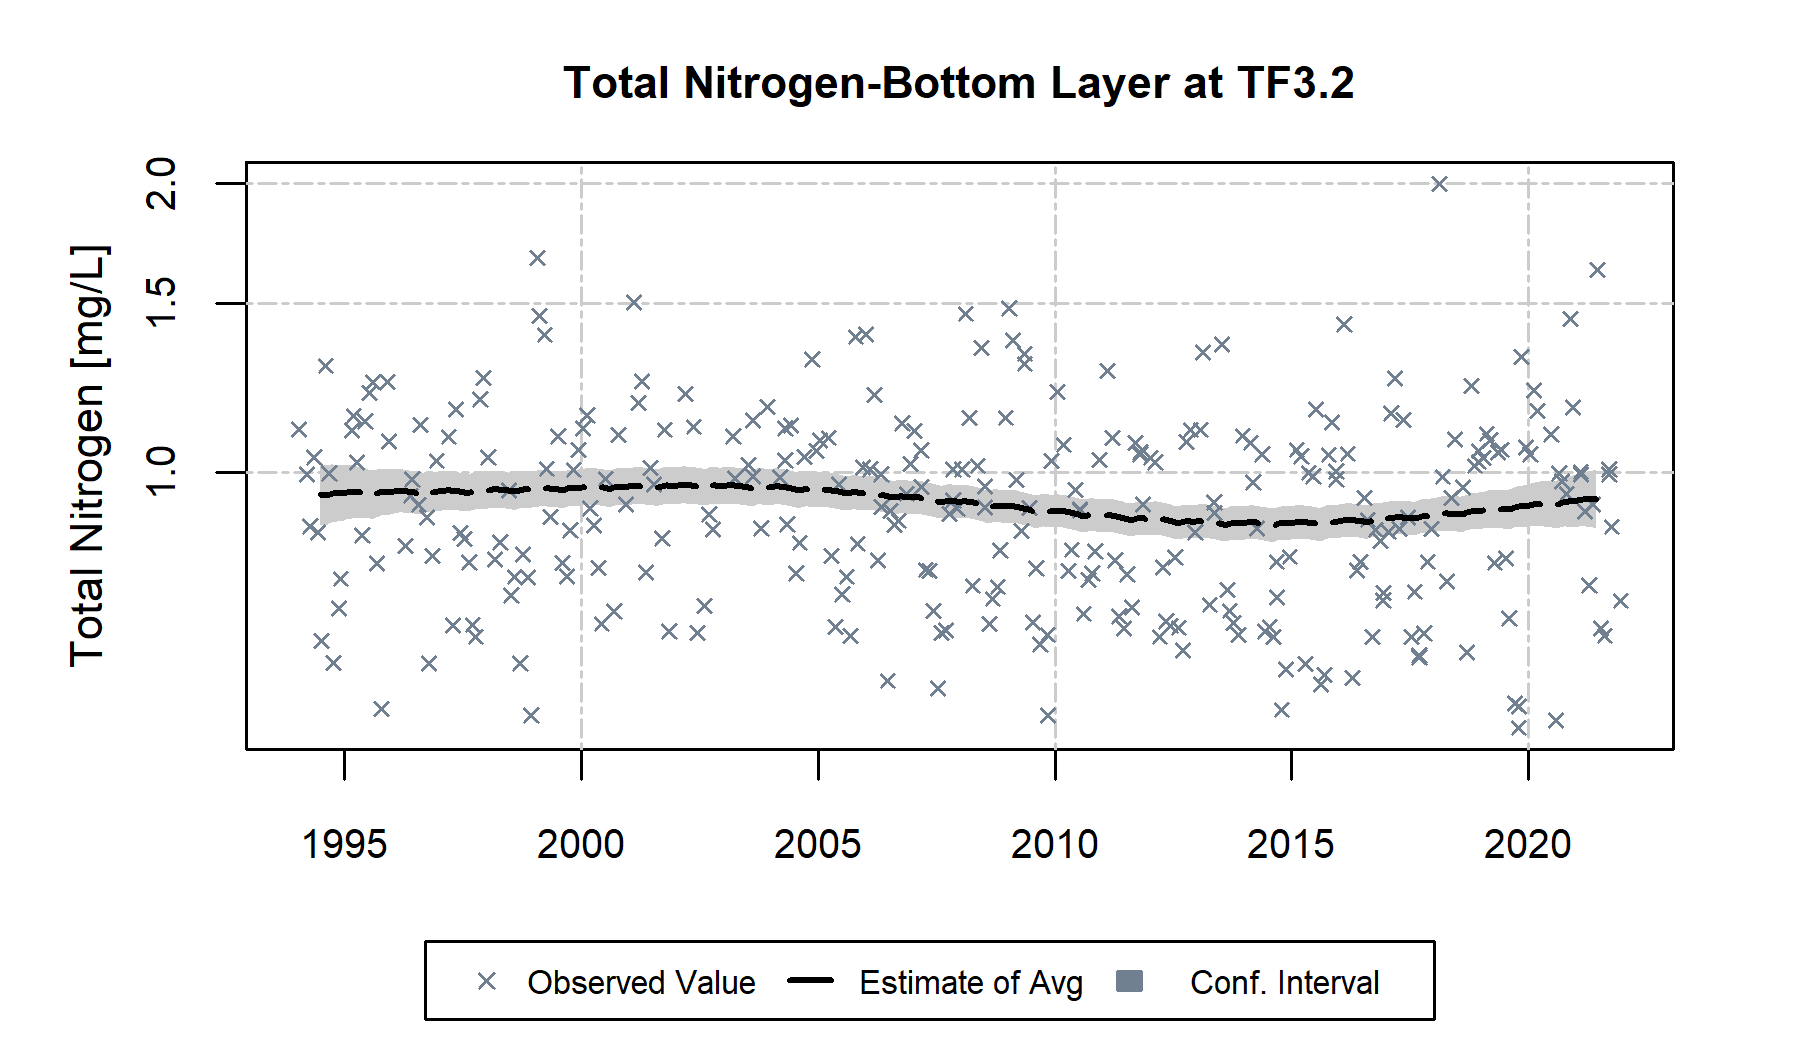 Total Nitrogen-Bottom Layer at TF3.2
Total Nitrogen [mg/L]
2.0
1.5
1.0
1995 2000 2005 2010 2015 2020
Observed Value Estimate of Avg Conf. Interval